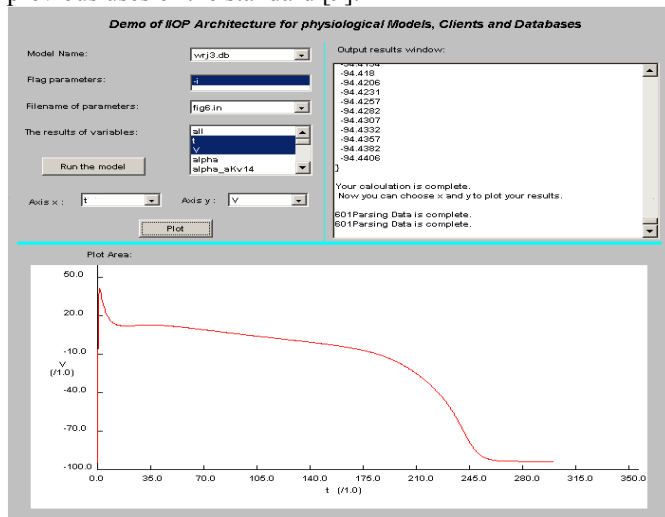 previous uses of the standard [
Demo of IIOP Architecture for physiological Models, Clients and Databases
Model Name:
wrj3.db
Flag parameters:
-i
Filename of parameters:
fig6.in
The results of variables:
all
t
V
alpha
alpha_aKv14
Run the model
Axis x :
t
Axis y :
V
Plot
Output results window:
-94.418
-94.4206
-94.4231
-94.4257
-94.4282
-94.4307
-94.4332
-94.4357
-94.4382
-94.4406
}
Your calculation is complete.
Now you can choose x and y to plot your results.
601Parsing Data is complete.
601Parsing Data is complete.
Plot Area:
50.0
20.0
-10.0
V
(/1.0)
-40.0
-70.0
-100.0
0.0 35.0 70.0 105.0 140.0 175.0 210.0 245.0 280.0 315.0 350.0
t (/1.0)